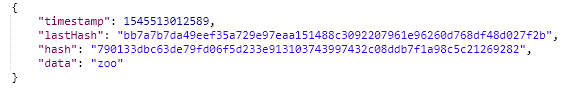 {
"timestamp": 1545513012589,
"lastHash": "bb7a7b7da49eef35a729e97eaa151488c3092207961e96260d768df48d027f2b",
"hash": "790133dbc63de79fd06f5d233e913103743997432c08ddb7f1a98c5c21269282",
"data": "zoo"
}